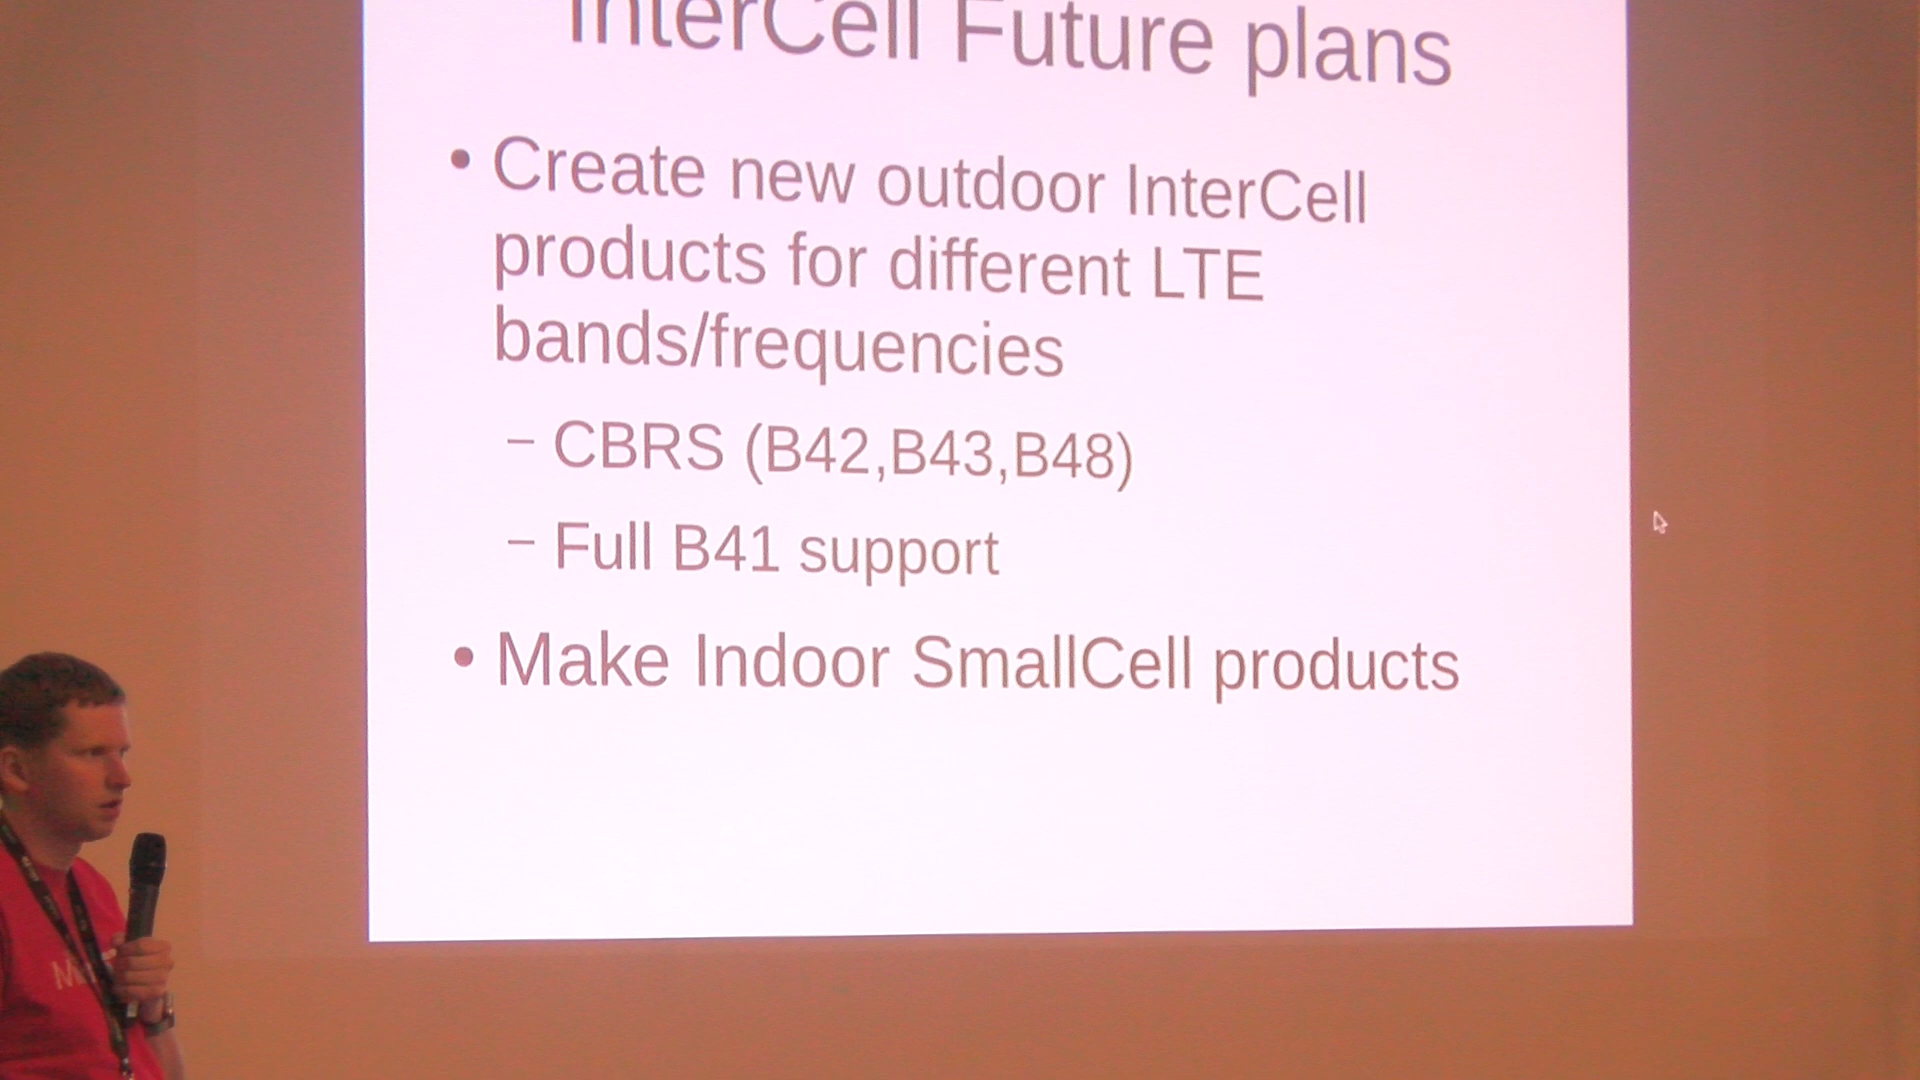 InterCell Future plans
• Create new outdoor InterCell
products for different LTE
bands/frequencies
– CBRS (B42,B43,B48)
– Full B41 support
• Make Indoor SmallCell products